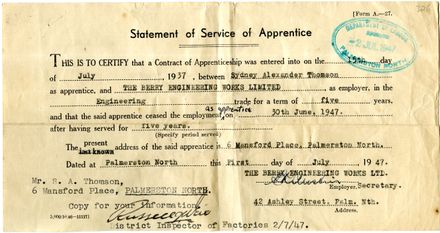 [Form A.—27.
326
Statement of Service of Apprentice
DEPARTMENT OF LABOUR
-2 JUL 1947
PALMERSTON NORTH
THIS IS TO CERTIFY that a Contract of Apprenticeship was entered into on the day
of July 1937, between Sydney Alexander Thomson
as apprentice, and THE BERRY ENGINEERING WORKS LIMITED, as employer, in the
Engineering trade for a term of five years,
as apprentice
and that the said apprentice ceased the employment on 30th June, 1947.
after having served for five years.
(Specify period served)
present
The last known address of the said apprentice is 6 Mansford Place, Palmerston North.
Dated at Palmerston North this First day of July 1947.
THE BERRY ENGINEERING WORKS LTD.
Mr. S. A. Thomson,
Employer. Secretary.
6 Mansford Place, PALMERSTON NORTH.
42 Ashley Street, Palm. Nth.
Address.
Copy for your Information
District Inspector of Factories 2/7/47.